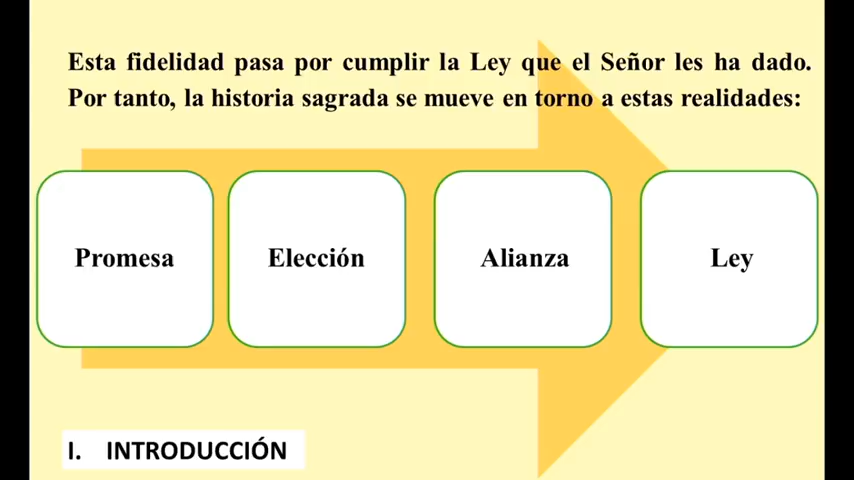 Esta fidelidad pasa por cumplir la Ley que el Señor les ha dado.
Por tanto, la historia sagrada se mueve en torno a estas realidades:
Promesa
Elección
Alianza
Ley
I. INTRODUCCIÓN